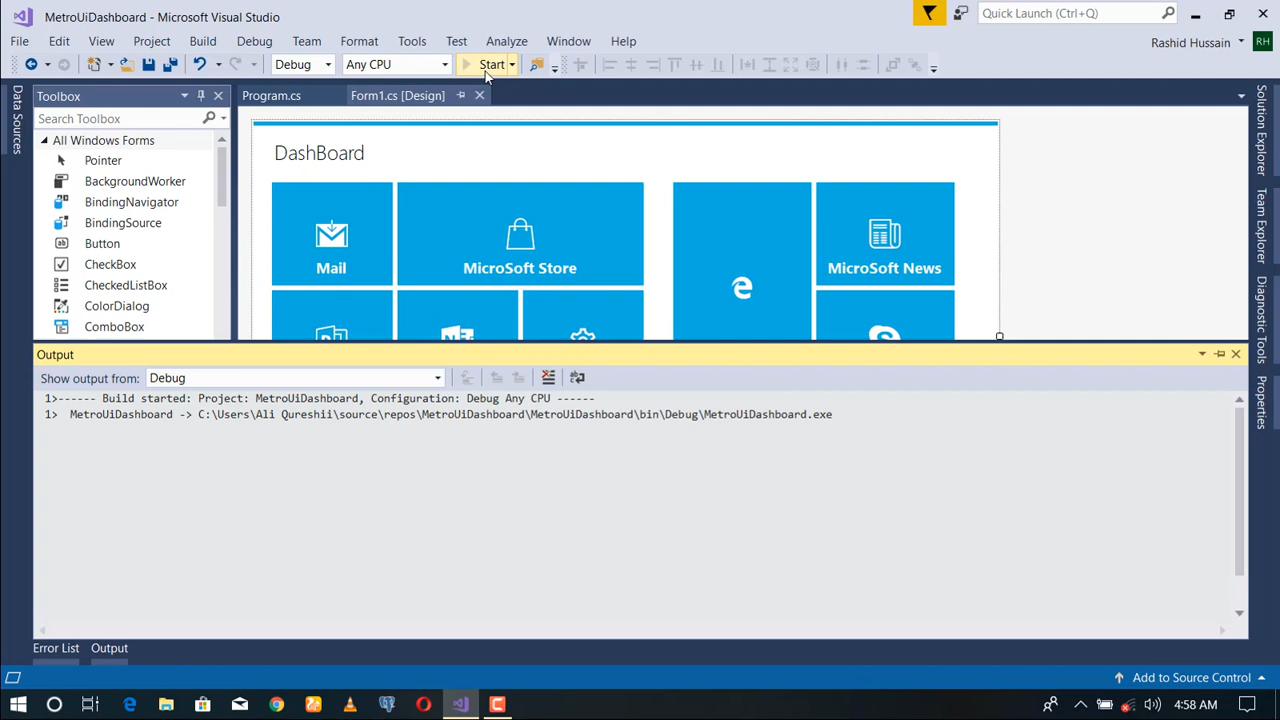 MetroUiDashboard - Microsoft Visual Studio
Quick Launch (Ctrl+Q)
File Edit View Project Build Debug Team Format Tools Test Analyze Window Help
Rashid Hussain RH
Debug Any CPU Start
Data Sources
Toolbox
Search Toolbox
All Windows Forms
Pointer
BackgroundWorker
BindingNavigator
BindingSource
Button
CheckBox
CheckedListBox
ColorDialog
ComboBox
Program.cs Form1.cs [Design]
DashBoard
Mail
MicroSoft Store
MicroSoft News
Solution Explorer
Team Explorer
Diagnostic Tools
Properties
Output
Show output from: Debug
1>------ Build started: Project: MetroUiDashboard, Configuration: Debug Any CPU ------
1> MetroUiDashboard -> C:\Users\Ali Qureshii\source\repos\MetroUiDashboard\MetroUiDashboard\bin\Debug\MetroUiDashboard.exe
Error List Output
Add to Source Control
4:58 AM